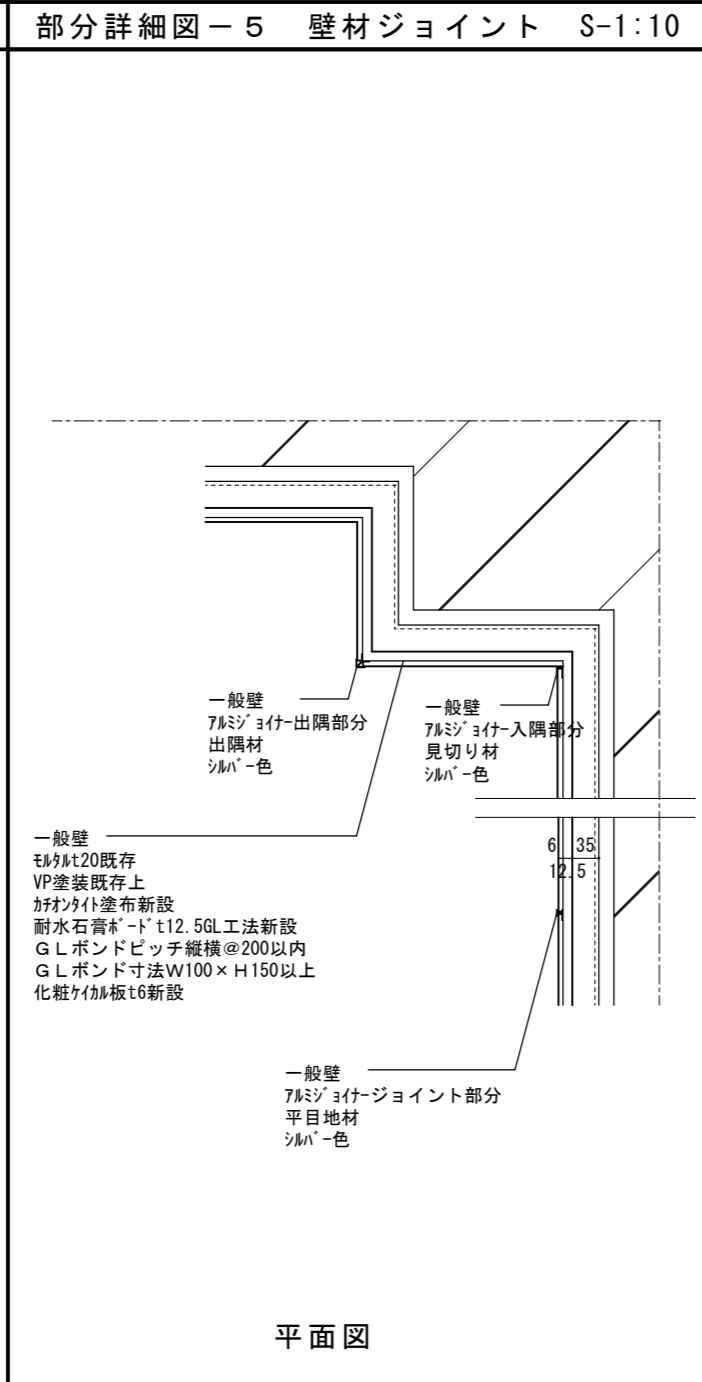 部分詳細図－５　壁材ジョイント　S-1:10
一般壁
ｱﾙﾐｼﾞｮｲﾅｰ出隅部分
出隅材
ｼﾙﾊﾞｰ色
一般壁
ｱﾙﾐｼﾞｮｲﾅｰ入隅部分
見切り材
ｼﾙﾊﾞｰ色
一般壁
ﾓﾙﾀﾙt20既存
VP塗装既存上
ｶﾁｵﾝﾀｲﾄ塗布新設
耐水石膏ﾎﾞｰﾄﾞt12.5GL工法新設
ＧＬボンドピッチ縦横@200以内
ＧＬボンド寸法W100×Ｈ150以上
化粧ｹｲｶﾙ板t6新設
6 35
12.5
一般壁
ｱﾙﾐｼﾞｮｲﾅｰジョイント部分
平目地材
ｼﾙﾊﾞｰ色
平面図